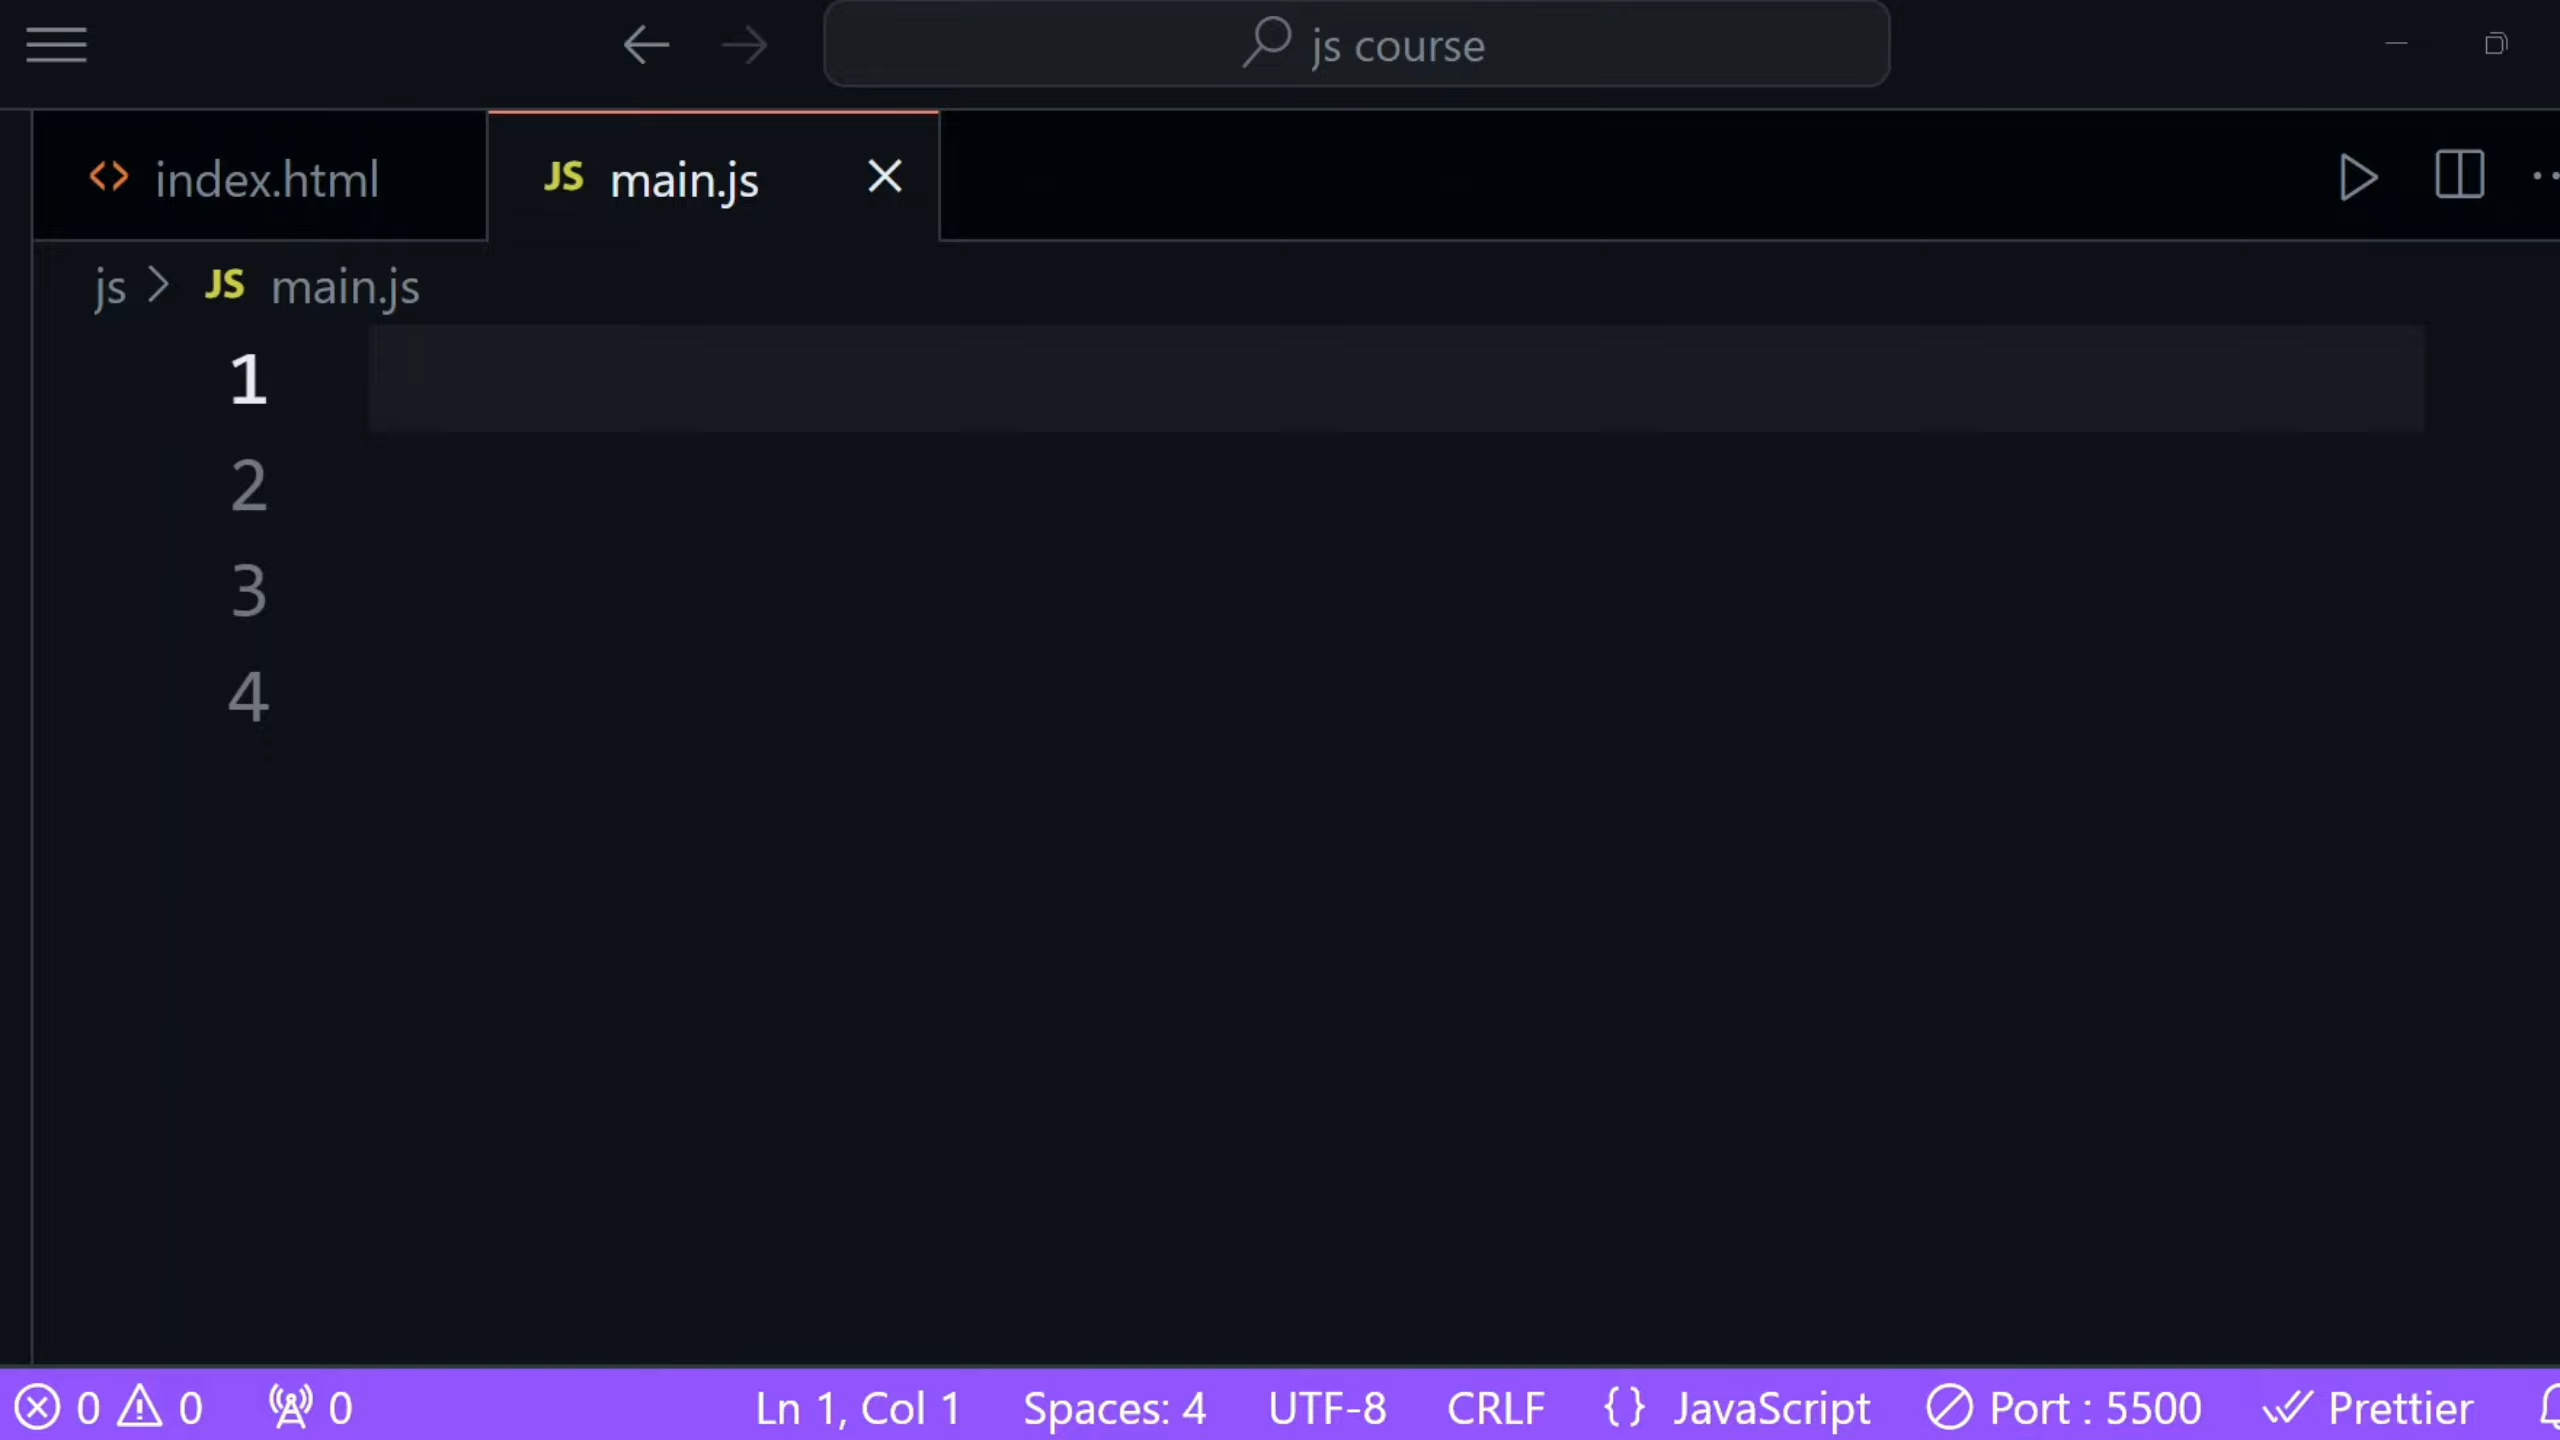 js course
<> index.html
JS main.js
js > JS main.js
1
2
3
4
0 0 0 Ln 1, Col 1 Spaces: 4 UTF-8 CRLF {} JavaScript Port : 5500 Prettier